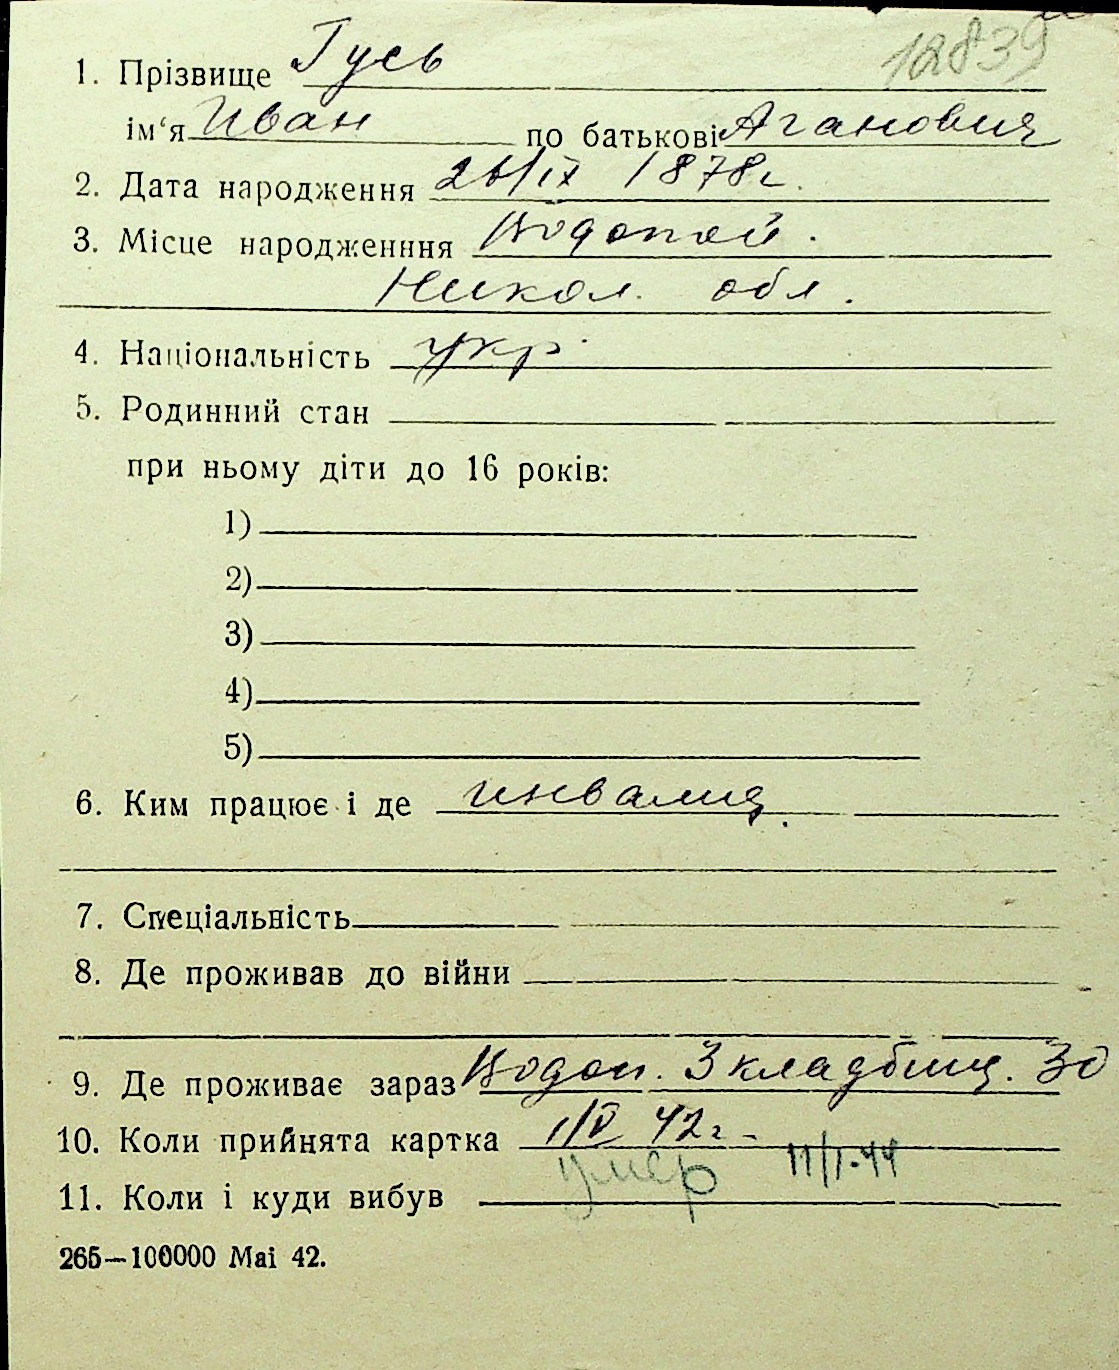 12839
1. Прізвище Гусь
ім'я Иван по батькові Аганович
2. Дата народження 26/IX 1878г.
3. Місце народженння Водопой.
Никол. обл.
4. Національність укр.
5. Родинний стан
при ньому діти до 16 років:
1)
2)
3)
4)
5)
6. Ким працює і де инвалид.
7. Спеціальність
8. Де проживав до війни
9. Де проживає зараз Водоп. 3 кладбищ. 30
10. Коли прийнята картка 1/V 42г.
умер 11/I-44
11. Коли і куди вибув
265—100000 Маі 42.